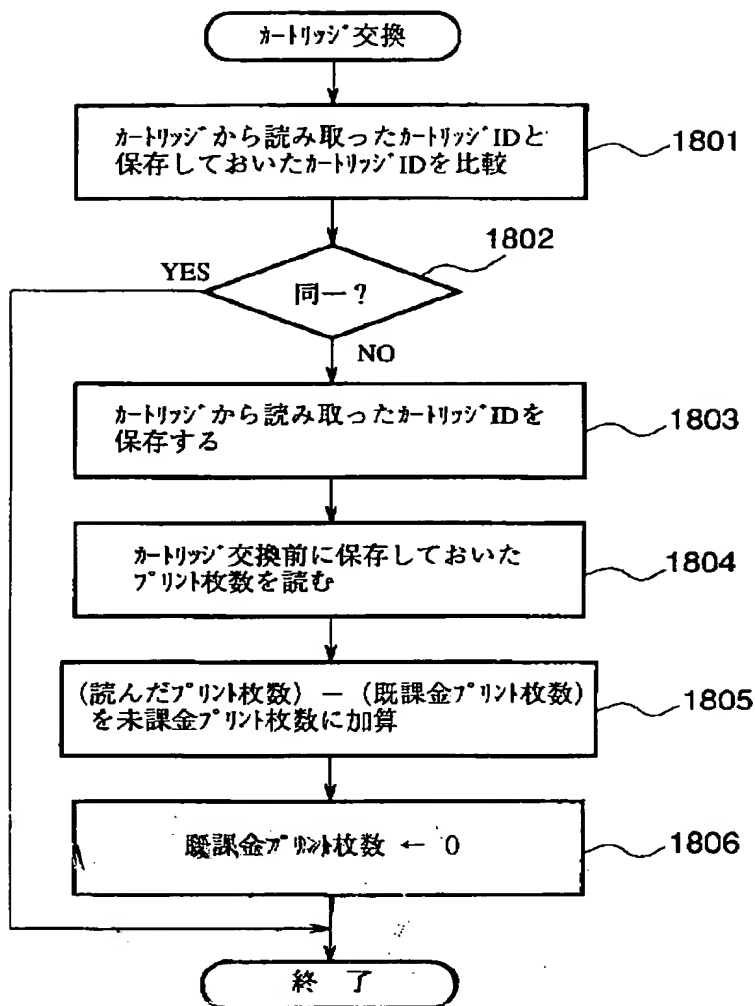 ｶｰﾄﾘｯｼﾞ交換
ｶｰﾄﾘｯｼﾞから読み取ったｶｰﾄﾘｯｼﾞIDと
保存しておいたｶｰﾄﾘｯｼﾞIDを比較
1801
1802
YES
同一？
NO
ｶｰﾄﾘｯｼﾞから読み取ったｶｰﾄﾘｯｼﾞIDを
保存する
1803
ｶｰﾄﾘｯｼﾞ交換前に保存しておいた
ﾌﾟﾘﾝﾄ枚数を読む
1804
(読んだﾌﾟﾘﾝﾄ枚数) － (既課金ﾌﾟﾘﾝﾄ枚数)
を未課金ﾌﾟﾘﾝﾄ枚数に加算
1805
課金ﾌﾟﾘﾝﾄ枚数 ← 0
1806
終 了